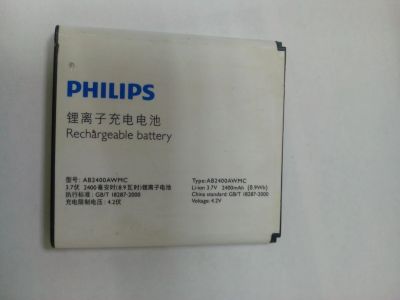 PHILIPS
锂离子充电电池
Rechargeable battery
型号: AB2400AWMC
3.7伏 2400毫安时(8.9瓦时)锂离子电池
执行标准: GB/T 18287-2000
充电限制电压: 4.2伏
Type:AB2400AWMC
Li-ion 3.7V 2400mAh (8.9Wh)
China standard: GB/T 18287-2000
Voltage: 4.2V